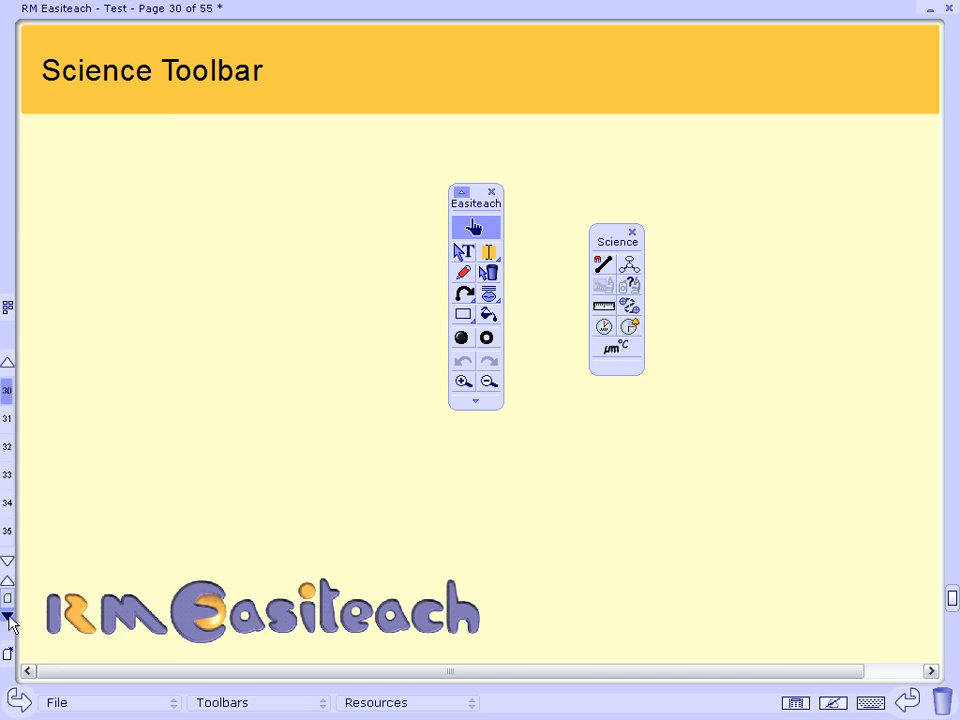 RM Easiteach - Test - Page 30 of 55 *
Science Toolbar
Easiteach
T
Science
?
µm°C
30
31
32
33
34
35
RM Easiteach
File
Toolbars
Resources